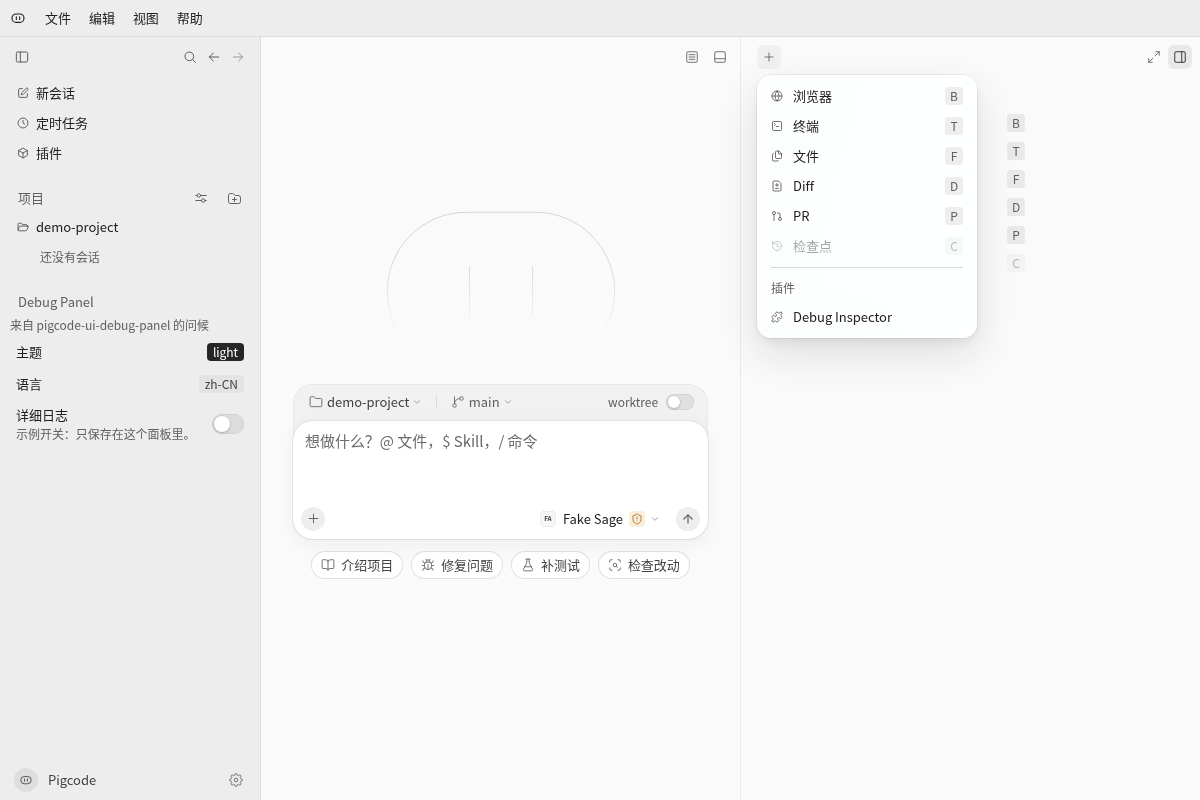 文件 编辑 视图 帮助
新会话
定时任务
插件
项目
demo-project
还没有会话
Debug Panel
来自 pigcode-ui-debug-panel 的问候
主题 light
语言 zh-CN
详细日志
示例开关：只保存在这个面板里。
Pigcode
demo-project main worktree
想做什么？@ 文件，$ Skill，/ 命令
FA Fake Sage
介绍项目 修复问题 补测试 检查改动
浏览器 B
终端 T
文件 F
Diff D
PR P
检查点 C
插件
Debug Inspector
B
T
F
D
P
C